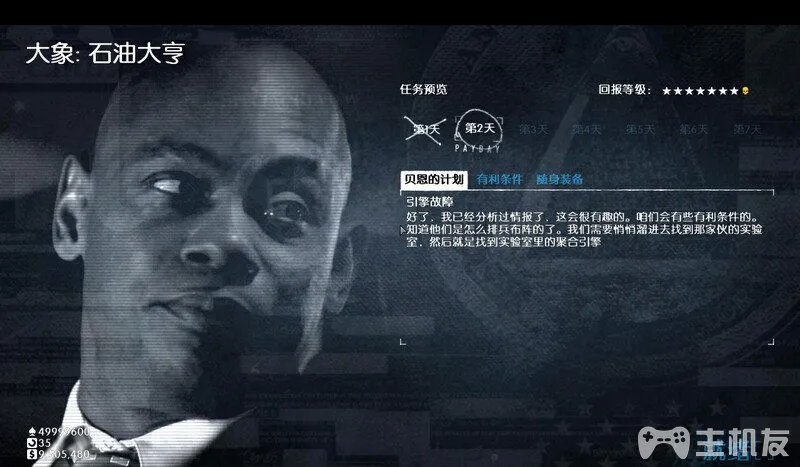 大象: 石油大亨
任务预览
回报等级: ★★★★★★★
第1天 第2天 第3天 第4天 第5天 第6天 第7天
PAYDAY
贝恩的计划 有利条件 随身装备
引擎故障
好了，我已经分析过情报了，这会很有趣的。咱们会有些有利条件的。
知道他们是怎么排兵布阵的了。我们需要悄悄溜进去找到那家伙的实验
室，然后就是找到实验室里的聚合引擎
35
主机友